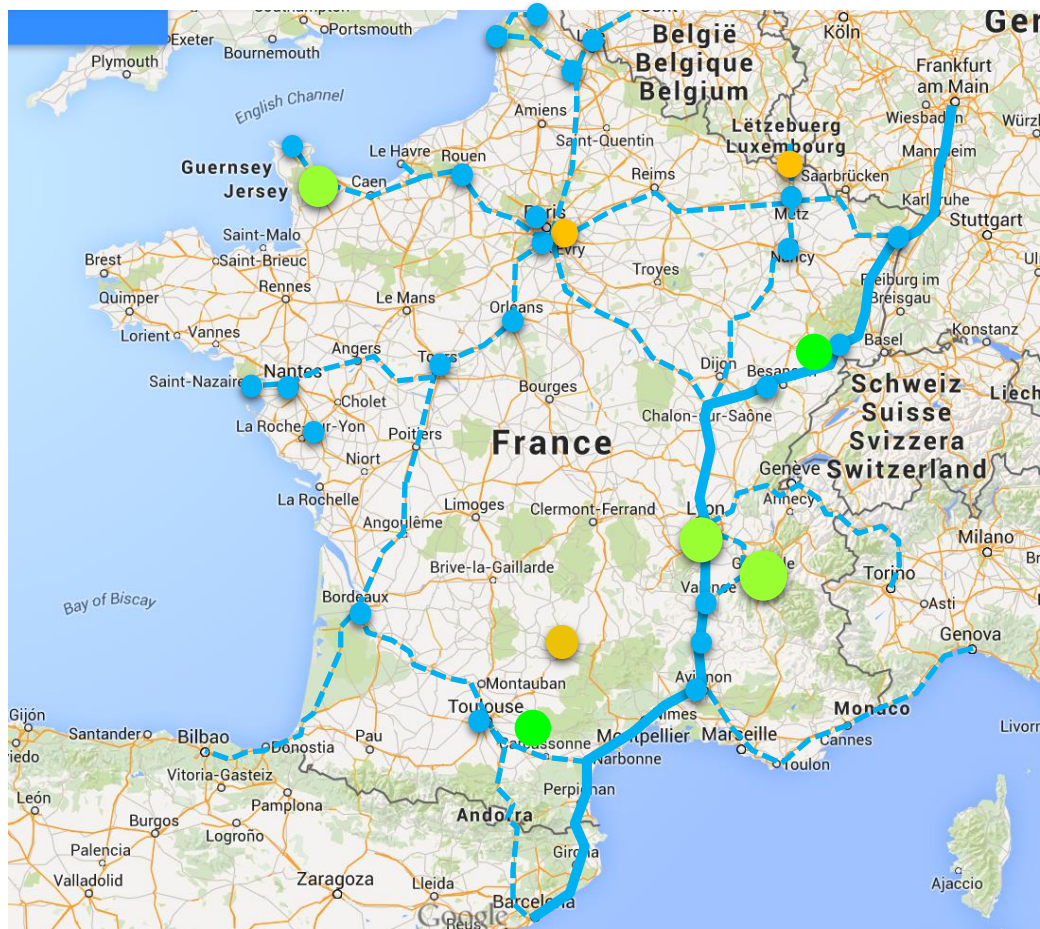 Southampton
Portsmouth
Exeter
Bournemouth
Plymouth
English Channel
België
Belgique
Belgium
Köln
Frankfurt
am Main
Wiesbaden
Mannheim
Karlsruhe
Stuttgart
Amiens
Saint-Quentin
Lëtzebuerg
Luxembourg
Saarbrücken
Guernsey
Jersey
Le Havre
Rouen
Caen
Reims
Metz
Paris
Evry
Nancy
Saint-Malo
Saint-Brieuc
Brest
Quimper
Rennes
Lorient
Vannes
Le Mans
Troyes
Orléans
Freiburg im
Breisgau
Konstanz
Basel
Angers
Tours
Dijon
Besançon
Saint-Nazaire
Nantes
Cholet
Bourges
Chalon-sur-Saône
Schweiz
Suisse
Svizzera
Switzerland
La Roche-sur-Yon
Poitiers
France
Niort
La Rochelle
Limoges
Clermont-Ferrand
Genève
Annecy
Lyon
Angoulême
Brive-la-Gaillarde
Milano
Torino
Valence
Asti
Genova
Bay of Biscay
Bordeaux
Montauban
Avignon
Toulouse
Nîmes
Montpellier
Marseille
Monaco
Cannes
Toulon
Gijón
Santander
Bilbao
Donostia
Pau
Carcassonne
Narbonne
Vitoria-Gasteiz
Perpignan
Pamplona
León
Burgos
Logroño
Andorra
Girona
Palencia
Valladolid
Zaragoza
Lleida
Barcelona
Reus
Google
Ajaccio